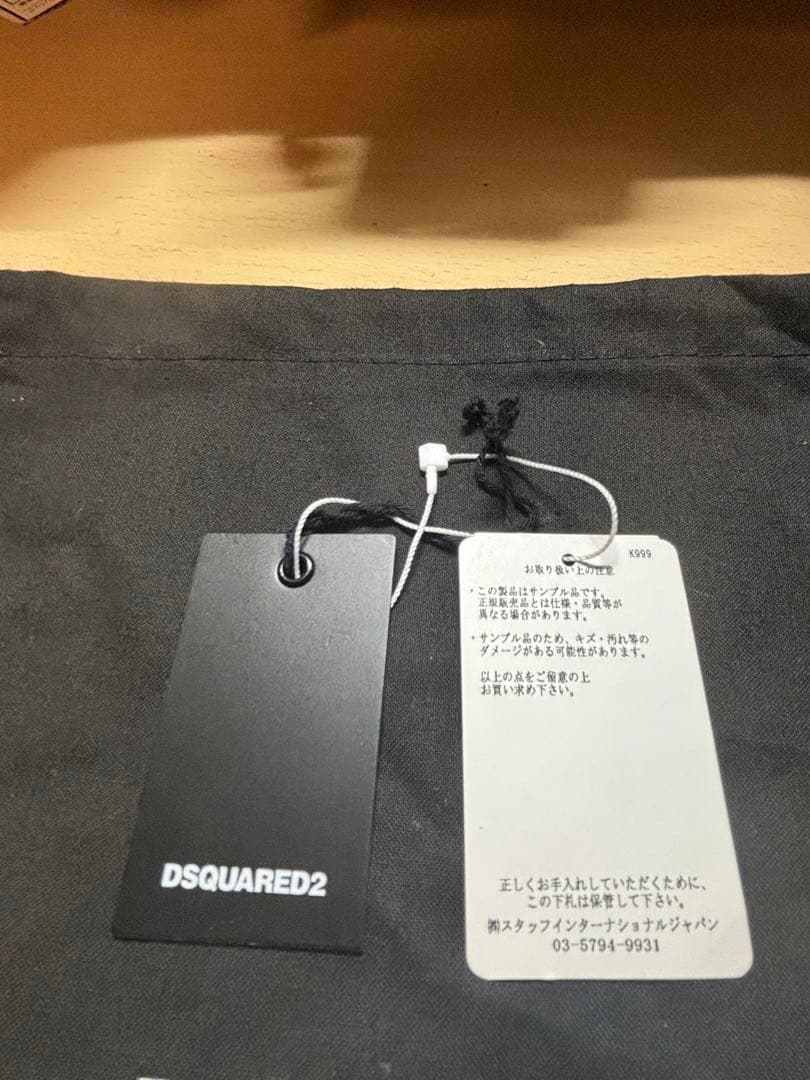 DSQUARED2
K999
お取り扱い上の注意
・この製品はサンプル品です。
正規販売品とは仕様・品質等が
異なる場合があります。
・サンプル品のため、キズ・汚れ等の
ダメージがある可能性があります。
以上の点をご留意の上
お買い求め下さい。
正しくお手入れしていただくために、
この下札は保管して下さい。
㈱スタッフインターナショナルジャパン
03-5794-9931